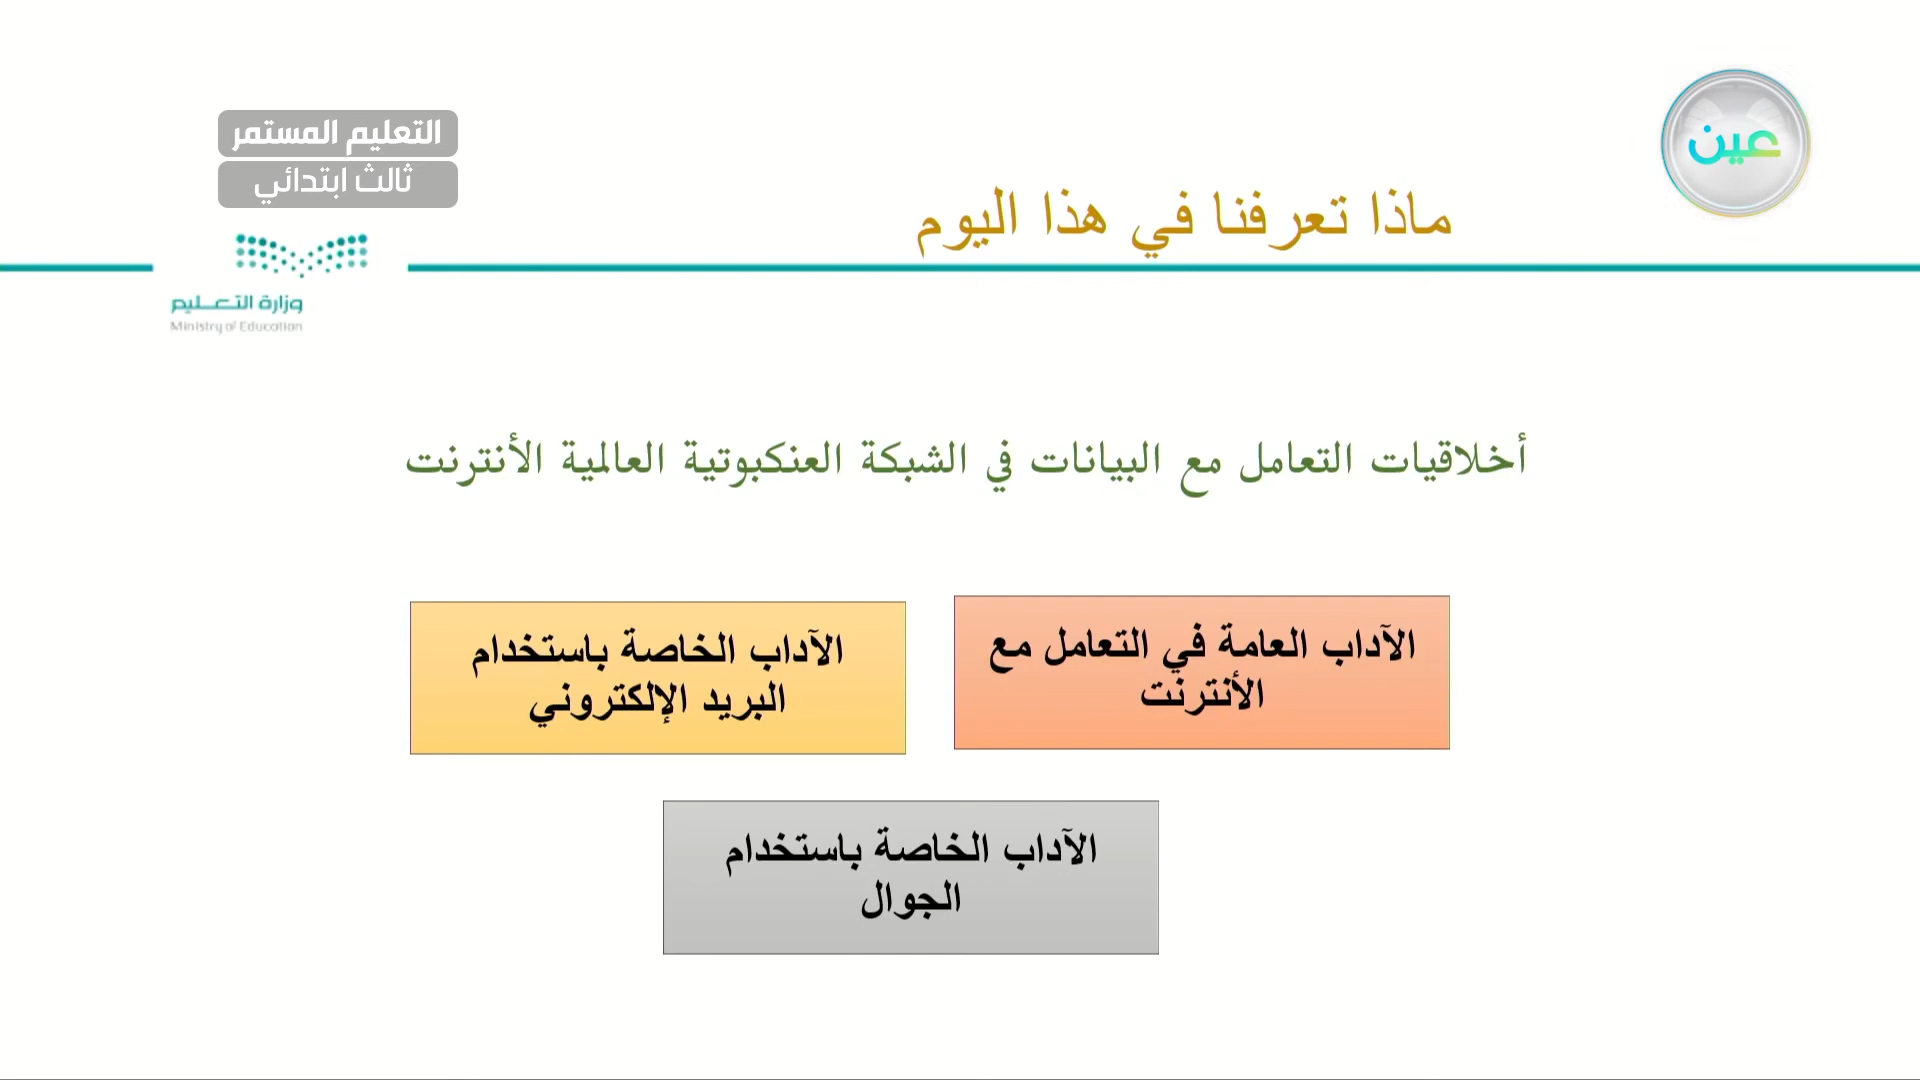 عين
التعليم المستمر
ثالث ابتدائي
ماذا تعرفنا في هذا اليوم
وزارة التعـــليم
Ministry of Education
أخلاقيات التعامل مع البيانات في الشبكة العنكبوتية العالمية الأنترنت
الآداب العامة في التعامل مع
الأنترنت
الآداب الخاصة باستخدام
البريد الإلكتروني
الآداب الخاصة باستخدام
الجوال